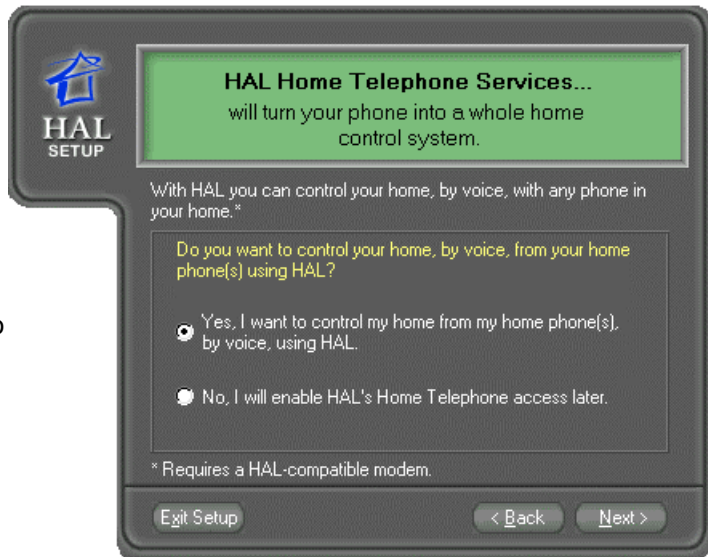 HAL
SETUP
HAL Home Telephone Services...
will turn your phone into a whole home
control system.
With HAL you can control your home, by voice, with any phone in
your home.*
Do you want to control your home, by voice, from your home
phone(s) using HAL?
Yes, I want to control my home from my home phone(s),
by voice, using HAL.
No, I will enable HAL's Home Telephone access later.
* Requires a HAL-compatible modem.
Exit Setup
< Back
Next >